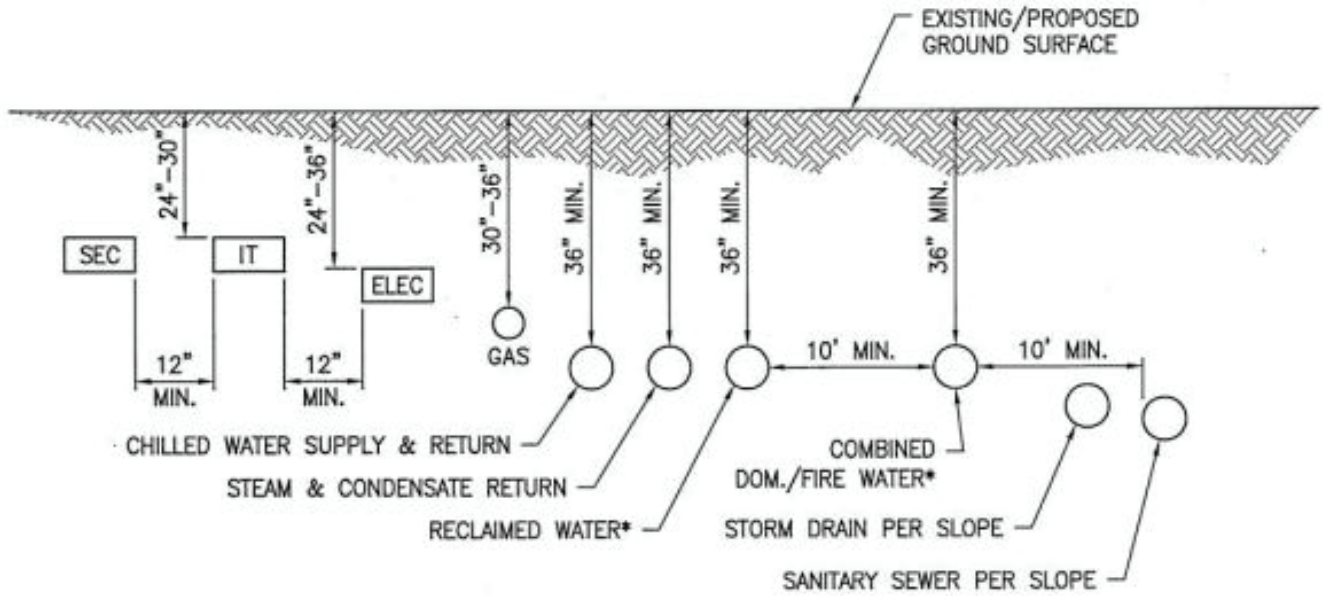 EXISTING/PROPOSED
GROUND SURFACE
24"-30"
24"-36"
30"-36"
36" MIN.
36" MIN.
36" MIN.
36" MIN.
SEC
IT
ELEC
GAS
12"
MIN.
12"
MIN.
10' MIN.
10' MIN.
CHILLED WATER SUPPLY & RETURN
STEAM & CONDENSATE RETURN
RECLAIMED WATER*
COMBINED
DOM./FIRE WATER*
STORM DRAIN PER SLOPE
SANITARY SEWER PER SLOPE